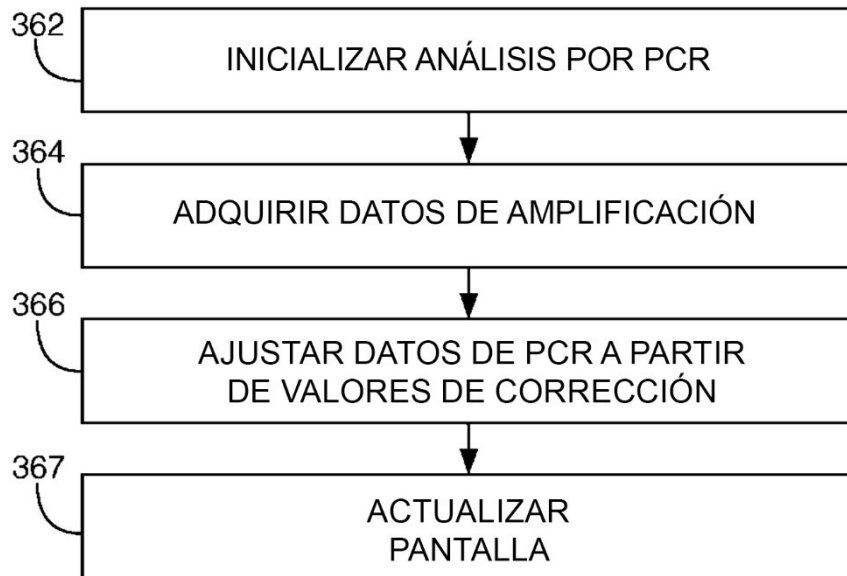 362
INICIALIZAR ANÁLISIS POR PCR
364
ADQUIRIR DATOS DE AMPLIFICACIÓN
366
AJUSTAR DATOS DE PCR A PARTIR
DE VALORES DE CORRECCIÓN
367
ACTUALIZAR
PANTALLA